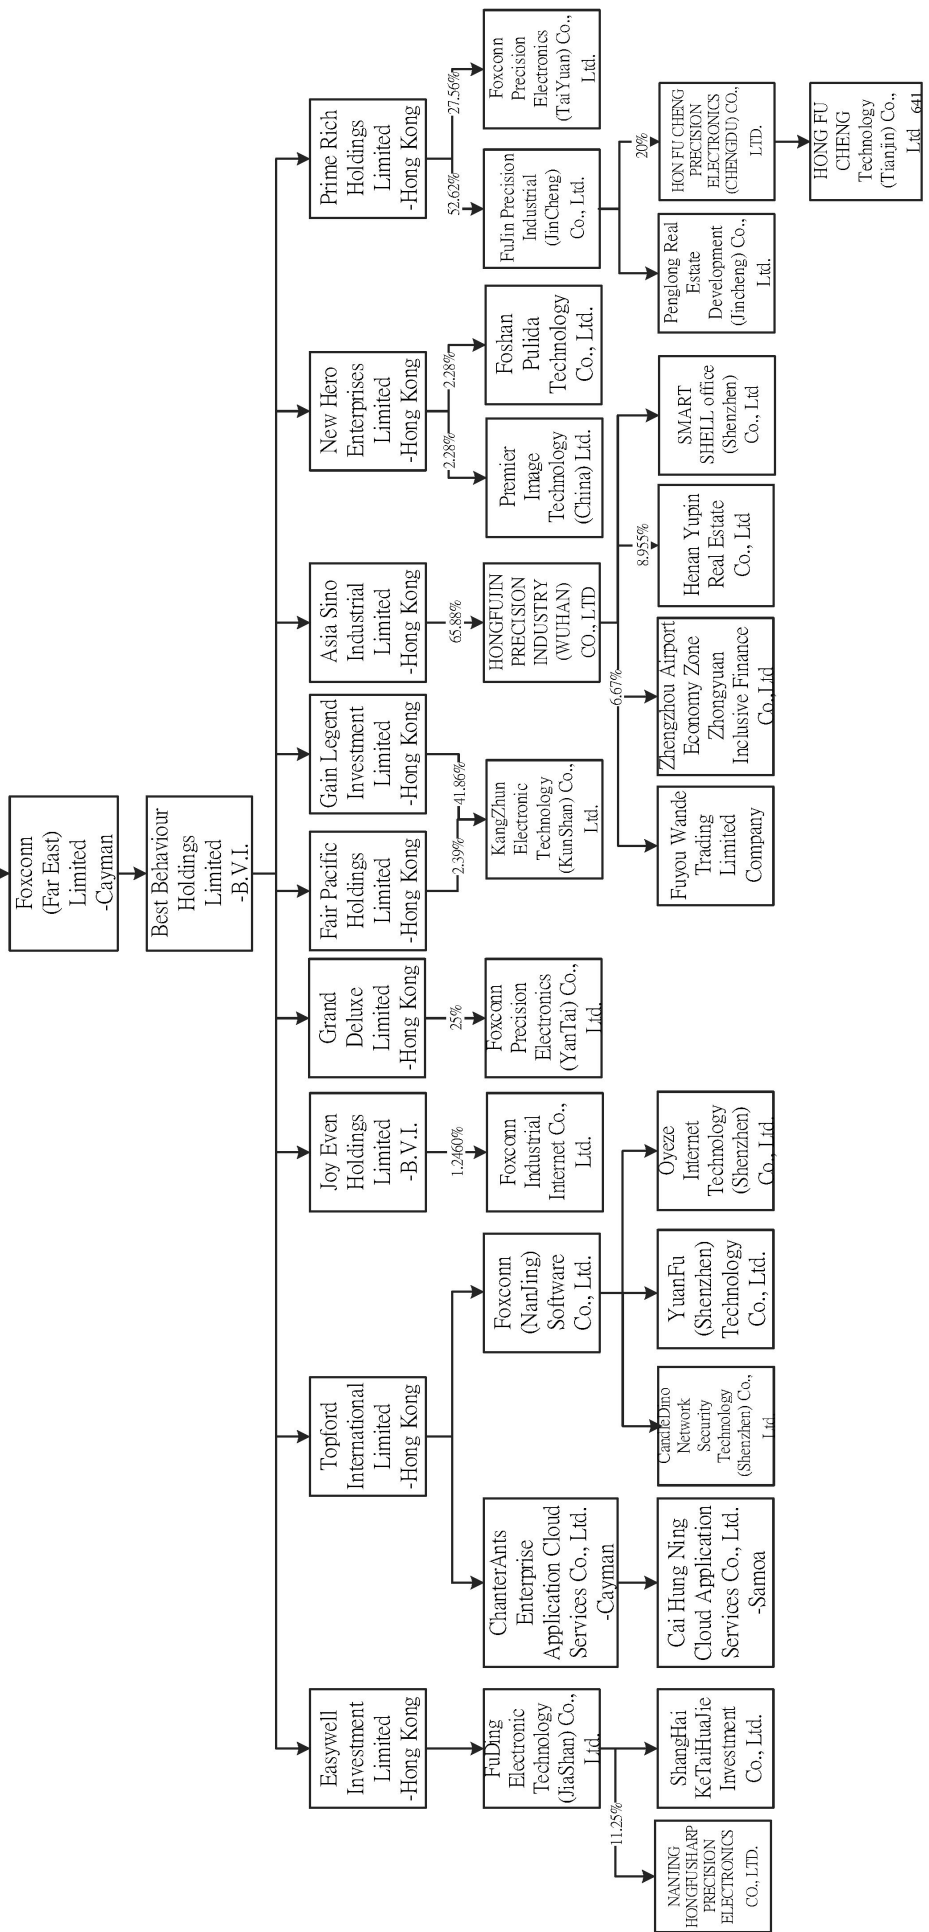 Foxconn
(Far East)
Limited
-Cayman
Best Behaviour
Holdings
Limited
-B.V.I.
Easywell
Investment
Limited
-Hong Kong
Topford
International
Limited
-Hong Kong
Joy Even
Holdings
Limited
-B.V.I.
Grand
Deluxe
Limited
-Hong Kong
Fair Pacific
Holdings
Limited
-Hong Kong
Gain Legend
Investment
Limited
-Hong Kong
Asia Sino
Industrial
Limited
-Hong Kong
New Hero
Enterprises
Limited
-Hong Kong
Prime Rich
Holdings
Limited
-Hong Kong
1.2460%
25%
2.39%
41.86%
65.88%
2.28%
2.28%
52.62%
27.56%
FuDing
Electronic
Technology
(JiaShan) Co.,
Ltd.
ChanterAnts
Enterprise
Application Cloud
Services Co., Ltd.
-Cayman
Foxconn
(NanJing)
Software
Co., Ltd.
Foxconn
Industrial
Internet Co.,
Ltd.
Foxconn
Precision
Electronics
(YanTai) Co.,
Ltd.
KangZhun
Electronic
Technology
(KunShan) Co.,
Ltd.
HONGFUJIN
PRECISION
INDUSTRY
(WUHAN)
CO., LTD
Premier
Image
Technology
(China) Ltd.
Foshan
Pulida
Technology
Co., Ltd.
FuJin Precision
Industrial
(JinCheng)
Co., Ltd.
Foxconn
Precision
Electronics
(TaiYuan) Co.,
Ltd.
11.25%
6.67%
8.955%
20%
NANJING
HONGFUSHARP
PRECISION
ELECTRONICS
CO., LTD.
ShangHai
KeTaiHuaJie
Investment
Co., Ltd.
Cai Hung Ning
Cloud Application
Services Co., Ltd.
-Samoa
CandleDino
Network
Security
Technology
(Shenzhen) Co.,
Ltd.
YuanFu
(Shenzhen)
Technology
Co., Ltd.
Oyeze
Internet
Technology
(Shenzhen)
Co., Ltd.
Fuyou Wande
Trading
Limited
Company
Zhengzhou Airport
Economy Zone
Zhongyuan
Inclusive Finance
Co.,Ltd
Henan Yupin
Real Estate
Co., Ltd
SMART
SHELL office
(Shenzhen)
Co., Ltd
Penglong Real
Estate
Development
(Jincheng) Co.,
Ltd.
HON FU CHENG
PRECISION
ELECTRONICS
(CHENGDU) CO.,
LTD.
HONG FU
CHENG
Technology
(Tianjin) Co.,
Ltd
641